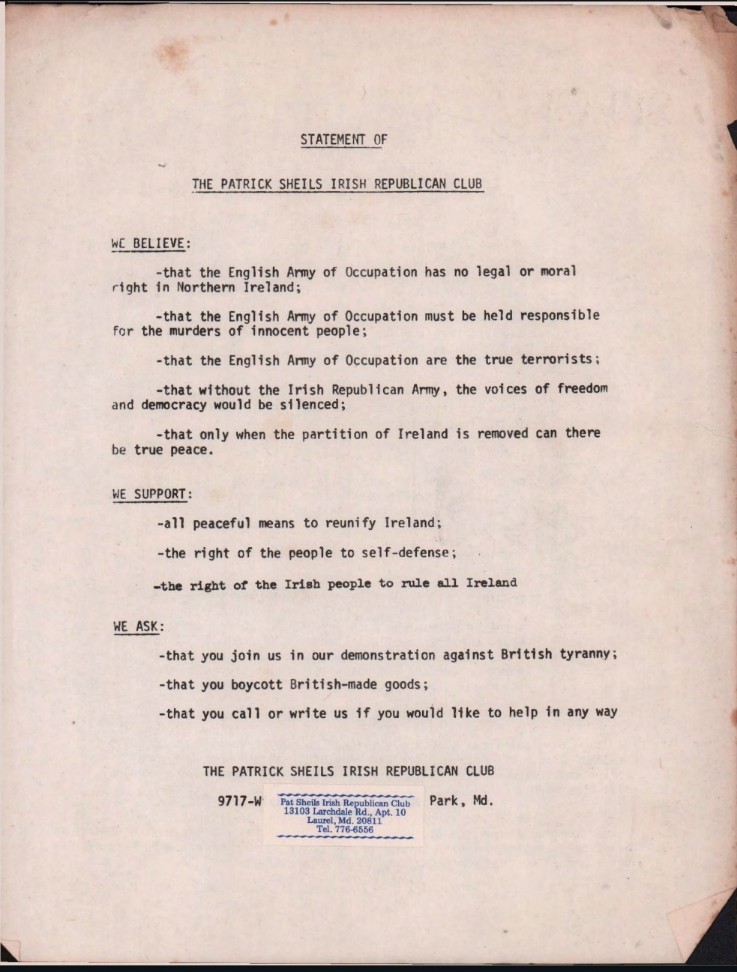 STATEMENT OF
THE PATRICK SHEILS IRISH REPUBLICAN CLUB
WE BELIEVE:
-that the English Army of Occupation has no legal or moral
right in Northern Ireland;
-that the English Army of Occupation must be held responsible
for the murders of innocent people;
-that the English Army of Occupation are the true terrorists;
-that without the Irish Republican Army, the voices of freedom
and democracy would be silenced;
-that only when the partition of Ireland is removed can there
be true peace.
WE SUPPORT:
-all peaceful means to reunify Ireland;
-the right of the people to self-defense;
-the right of the Irish people to rule all Ireland
WE ASK:
-that you join us in our demonstration against British tyranny;
-that you boycott British-made goods;
-that you call or write us if you would like to help in any way
THE PATRICK SHEILS IRISH REPUBLICAN CLUB
9717-W Park, Md.
Pat Sheils Irish Republican Club
13103 Larchdale Rd., Apt. 10
Laurel, Md. 20811
Tel. 776-6556